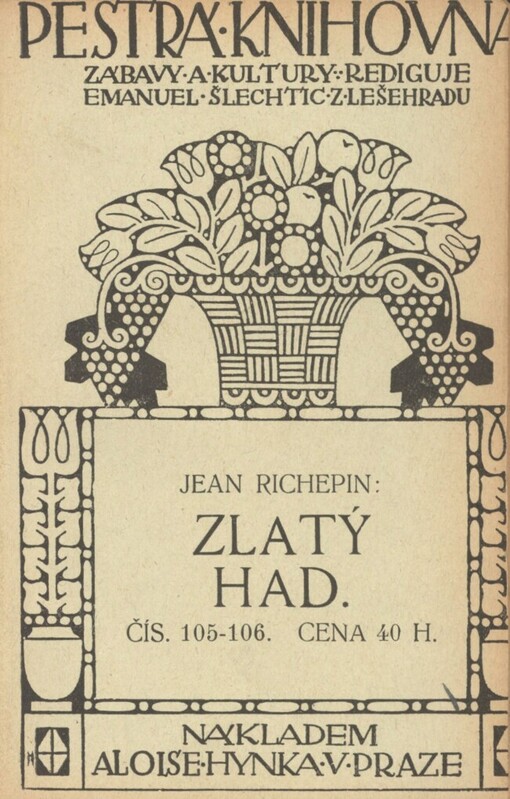 PESTRÁ·KNIHOVNA
ZÁBAVY·A·KULTURY·REDIGUJE
EMANUEL·ŠLECHTIC·Z·LEŠEHRADU
JEAN RICHEPIN:
ZLATÝ
HAD.
ČÍS. 105-106. CENA 40 H.
NÁKLADEM
ALOISE·HYNKA·V·PRAZE